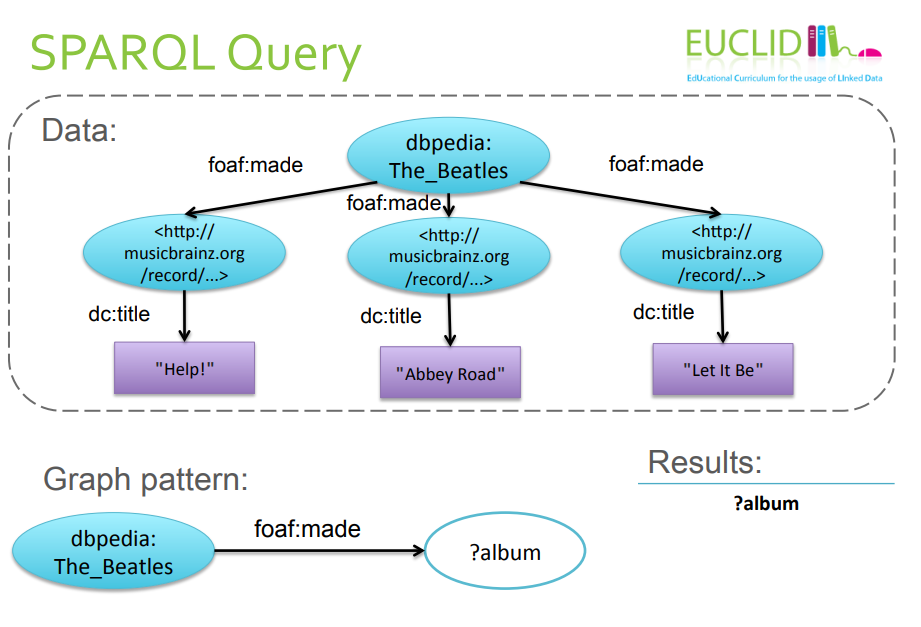 SPARQL Query
EUCLID
EdUcational Curriculum for the usage of LInked Data
Data:
dbpedia:
The_Beatles
foaf:made
foaf:made
foaf:made
<http://
musicbrainz.org
/record/...>
<http://
musicbrainz.org
/record/...>
<http://
musicbrainz.org
/record/...>
dc:title
dc:title
dc:title
"Help!"
"Abbey Road"
"Let It Be"
Graph pattern:
dbpedia:
The_Beatles
foaf:made
?album
Results:
?album